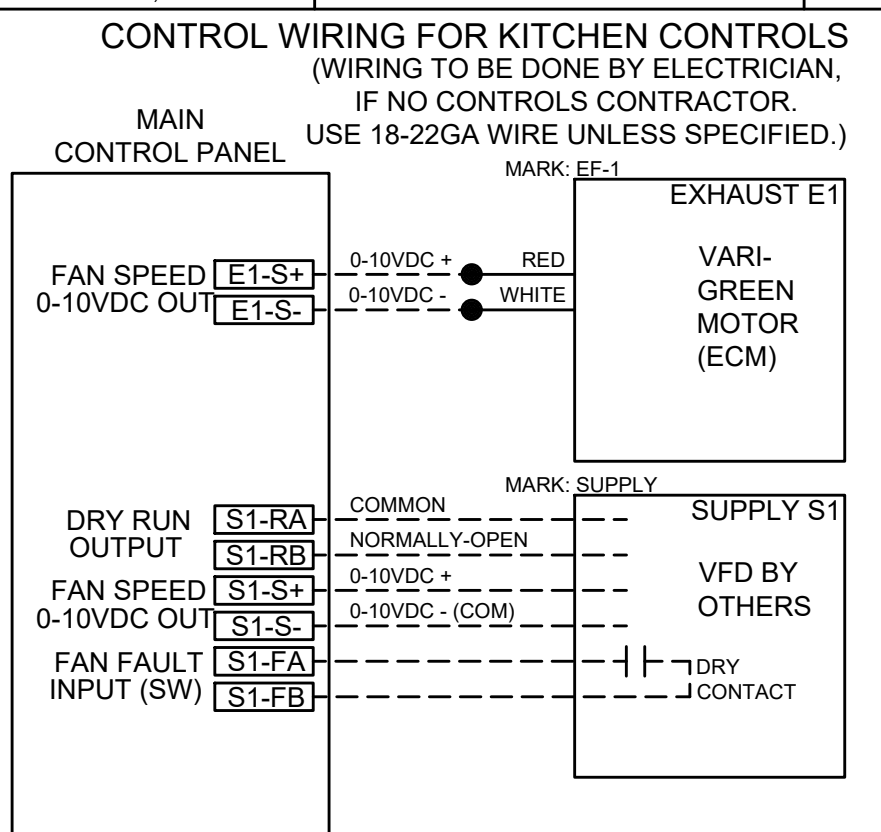 CONTROL WIRING FOR KITCHEN CONTROLS
(WIRING TO BE DONE BY ELECTRICIAN,
IF NO CONTROLS CONTRACTOR.
USE 18-22GA WIRE UNLESS SPECIFIED.)
MAIN
CONTROL PANEL
MARK: EF-1
EXHAUST E1
VARI-
GREEN
MOTOR
(ECM)
FAN SPEED
0-10VDC OUT
E1-S+
0-10VDC +
RED
E1-S-
0-10VDC -
WHITE
MARK: SUPPLY
SUPPLY S1
VFD BY
OTHERS
DRY RUN
OUTPUT
S1-RA
COMMON
S1-RB
NORMALLY-OPEN
FAN SPEED
0-10VDC OUT
S1-S+
0-10VDC +
S1-S-
0-10VDC - (COM)
FAN FAULT
INPUT (SW)
S1-FA
S1-FB
DRY
CONTACT